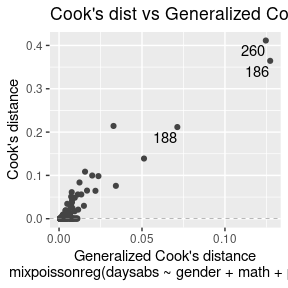 Cook's dist vs Generalized Co
0.4
0.3
0.2
0.1
0.0
Cook's distance
260
186
188
0.00
0.05
0.10
Generalized Cook's distance
mixpoissonreg(daysabs ~ gender + math +